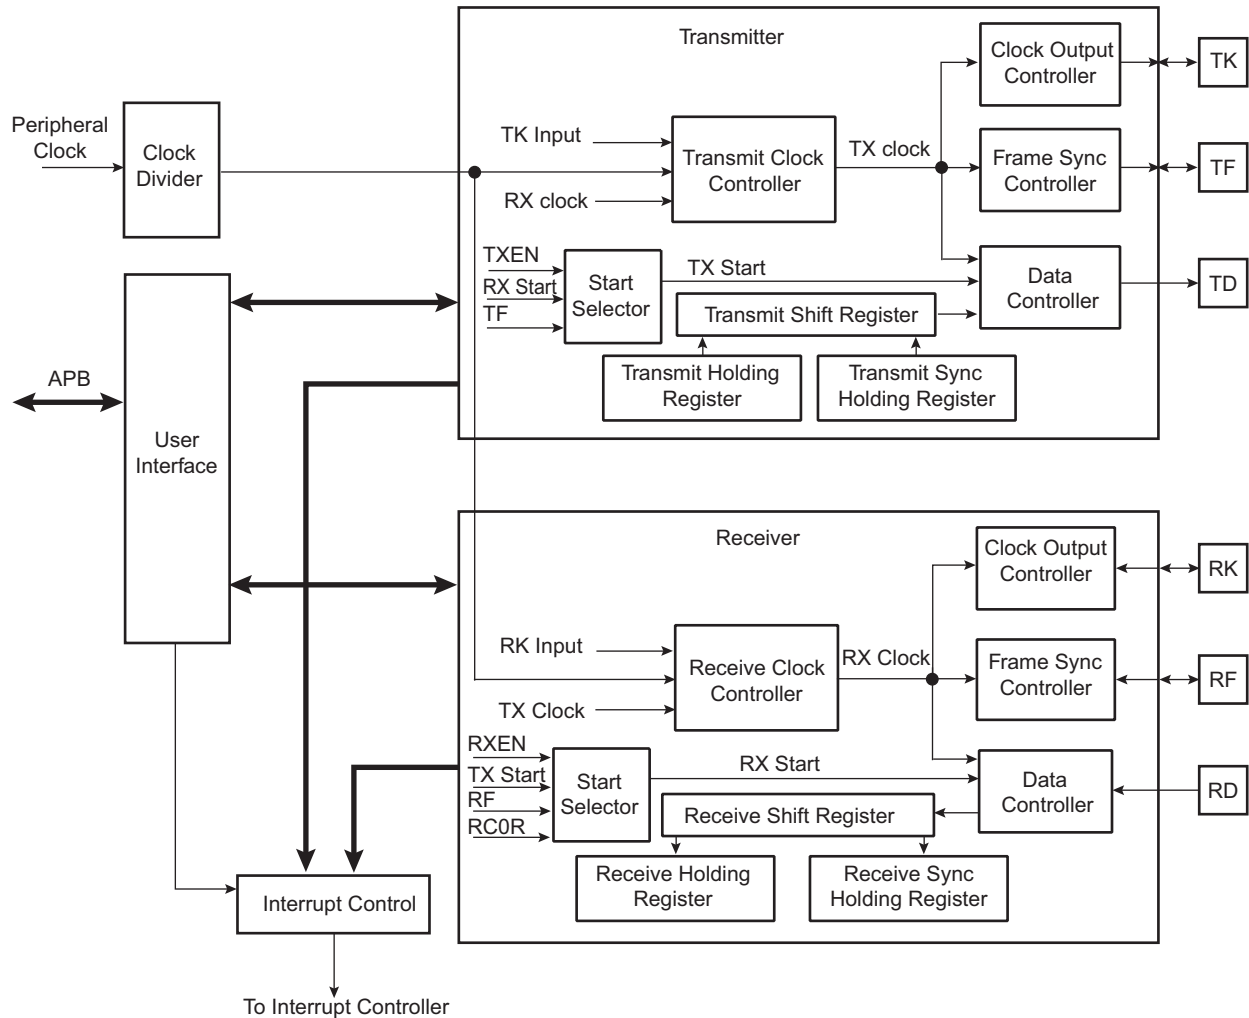 Transmitter
Clock Output
Controller
TK
Peripheral
Clock
Clock
Divider
TK Input
Transmit Clock
Controller
TX clock
Frame Sync
Controller
TF
RX clock
TXEN
RX Start
TF
Start
Selector
TX Start
Data
Controller
TD
Transmit Shift Register
Transmit Holding
Register
Transmit Sync
Holding Register
APB
User
Interface
Receiver
Clock Output
Controller
RK
RK Input
Receive Clock
Controller
RX Clock
Frame Sync
Controller
RF
TX Clock
RXEN
TX Start
RF
RC0R
Start
Selector
RX Start
Data
Controller
RD
Receive Shift Register
Receive Holding
Register
Receive Sync
Holding Register
Interrupt Control
To Interrupt Controller